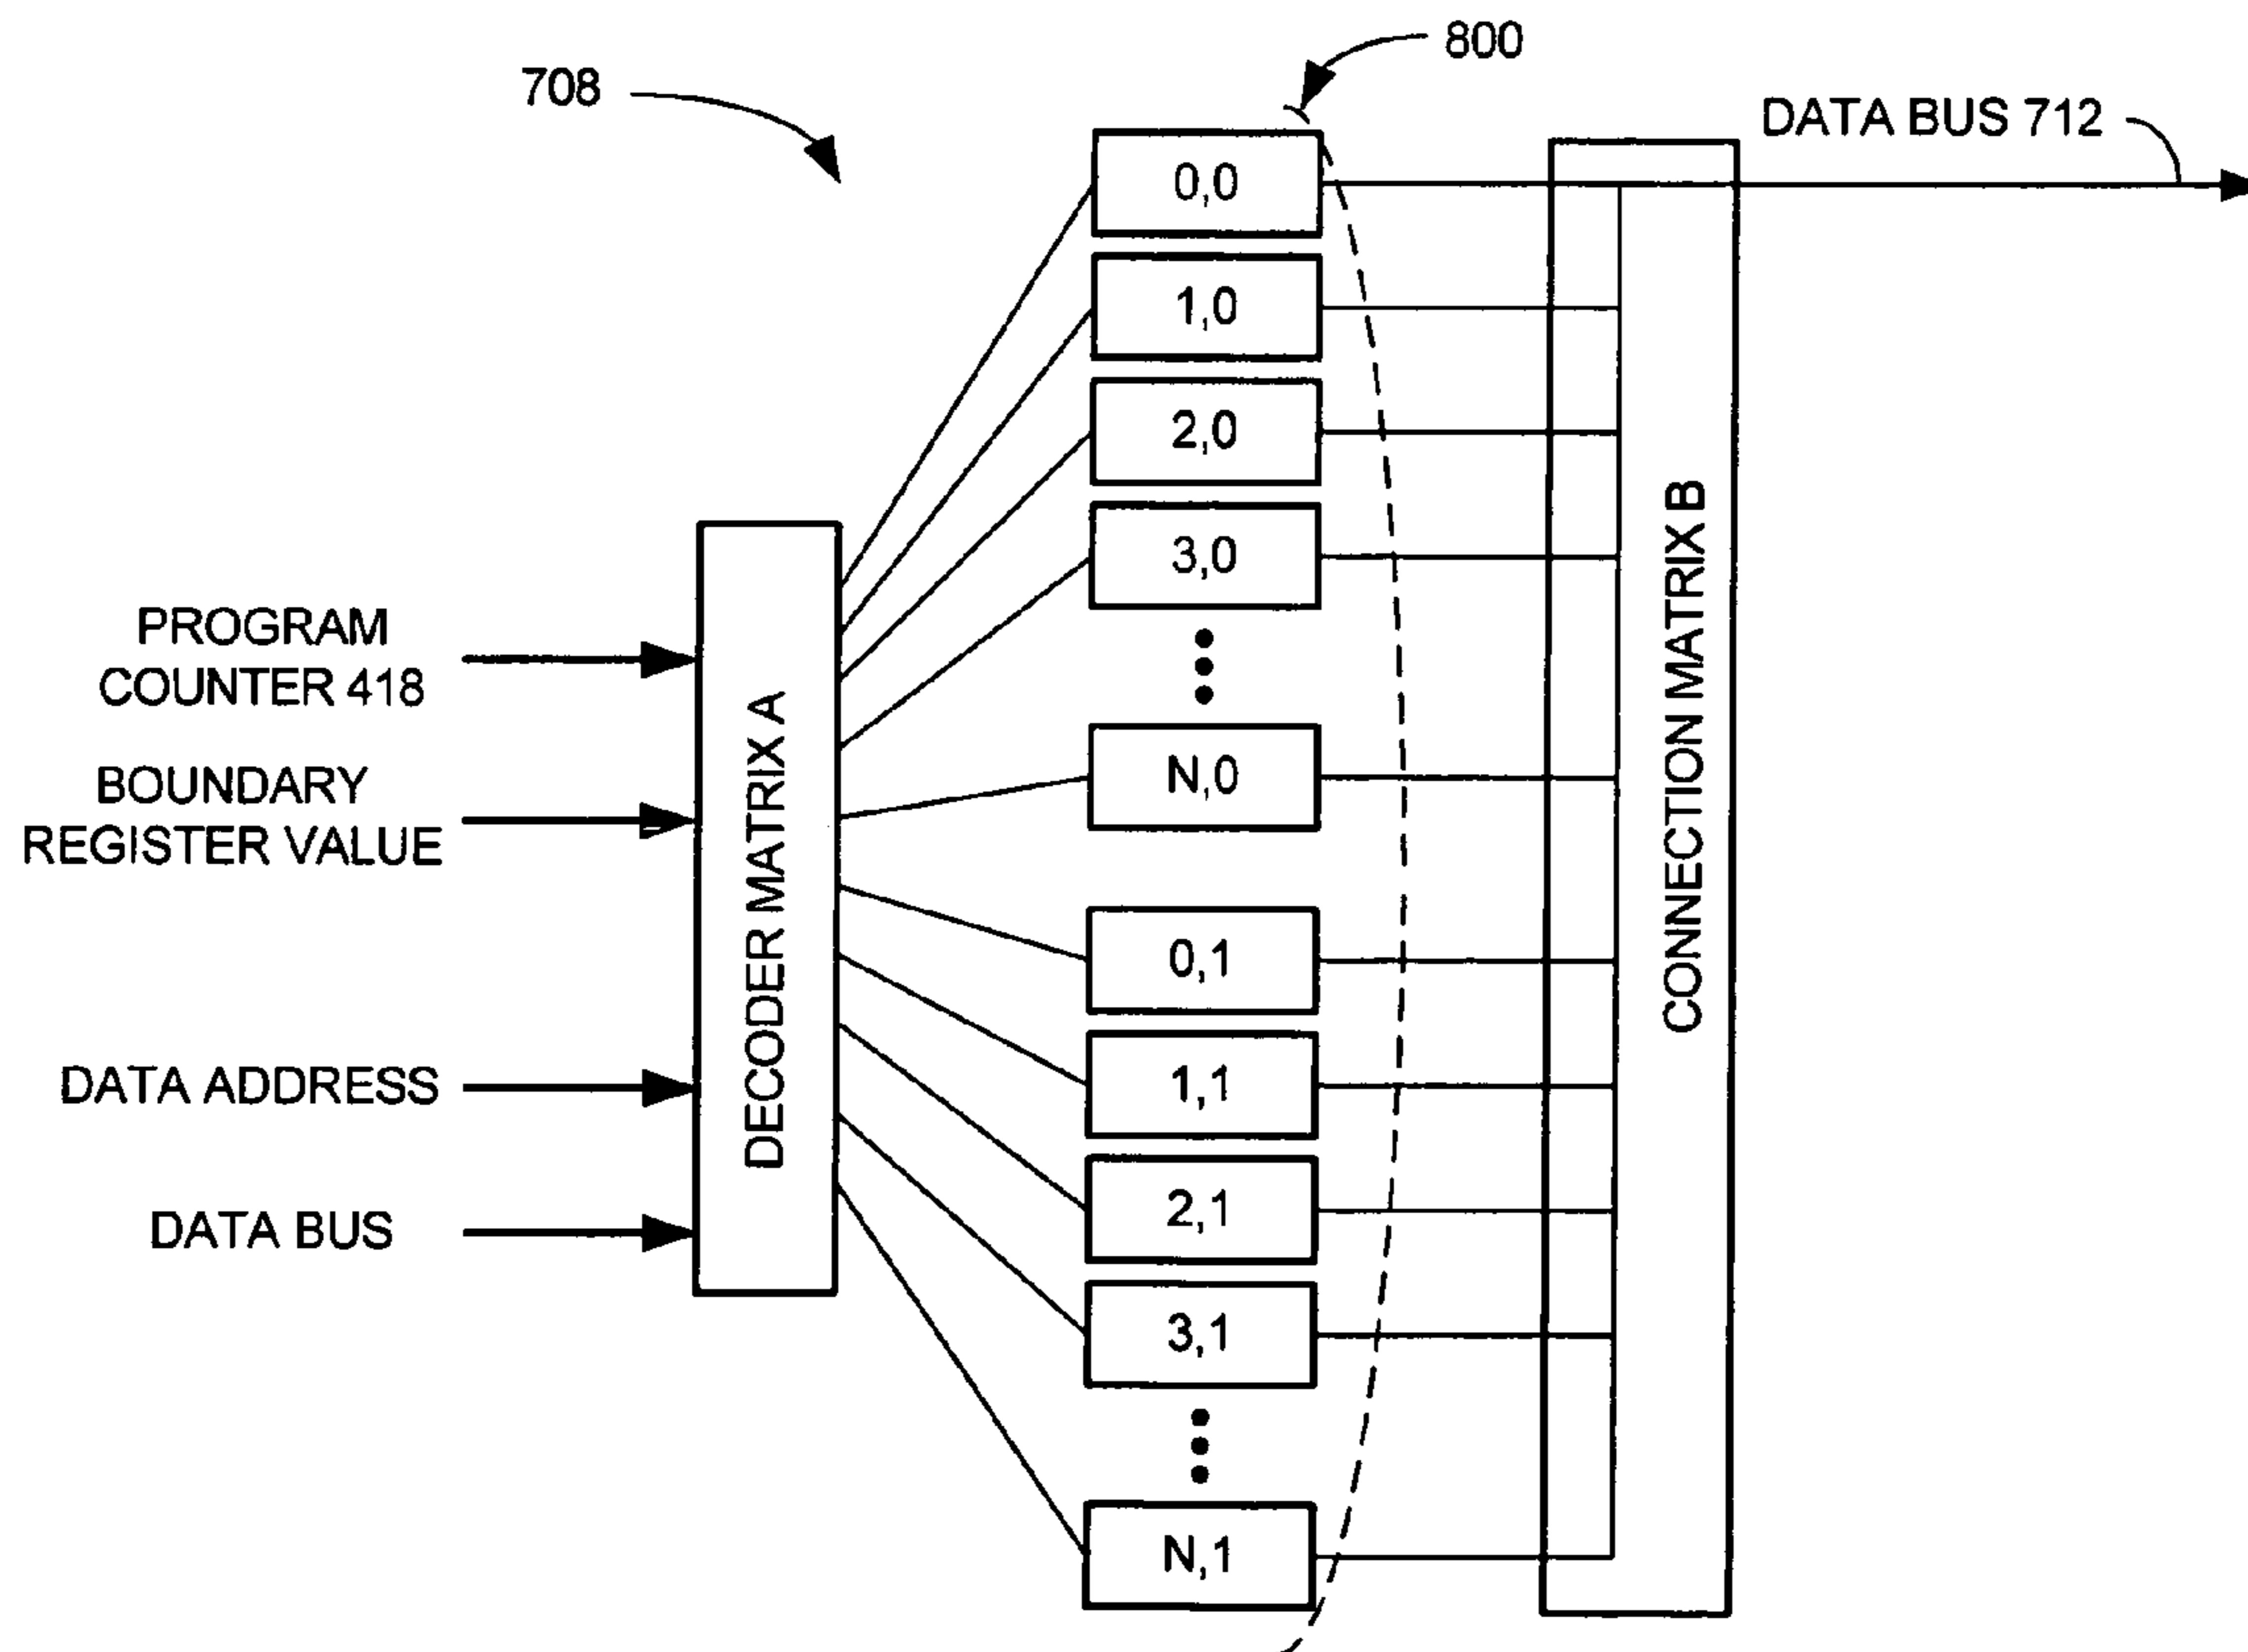 800
708
DATA BUS 712
0,0
1,0
2,0
3,0
N,0
0,1
1,1
2,1
3,1
N,1
PROGRAM
COUNTER 418
BOUNDARY
REGISTER VALUE
DATA ADDRESS
DATA BUS
DECODER MATRIX A
CONNECTION MATRIX B